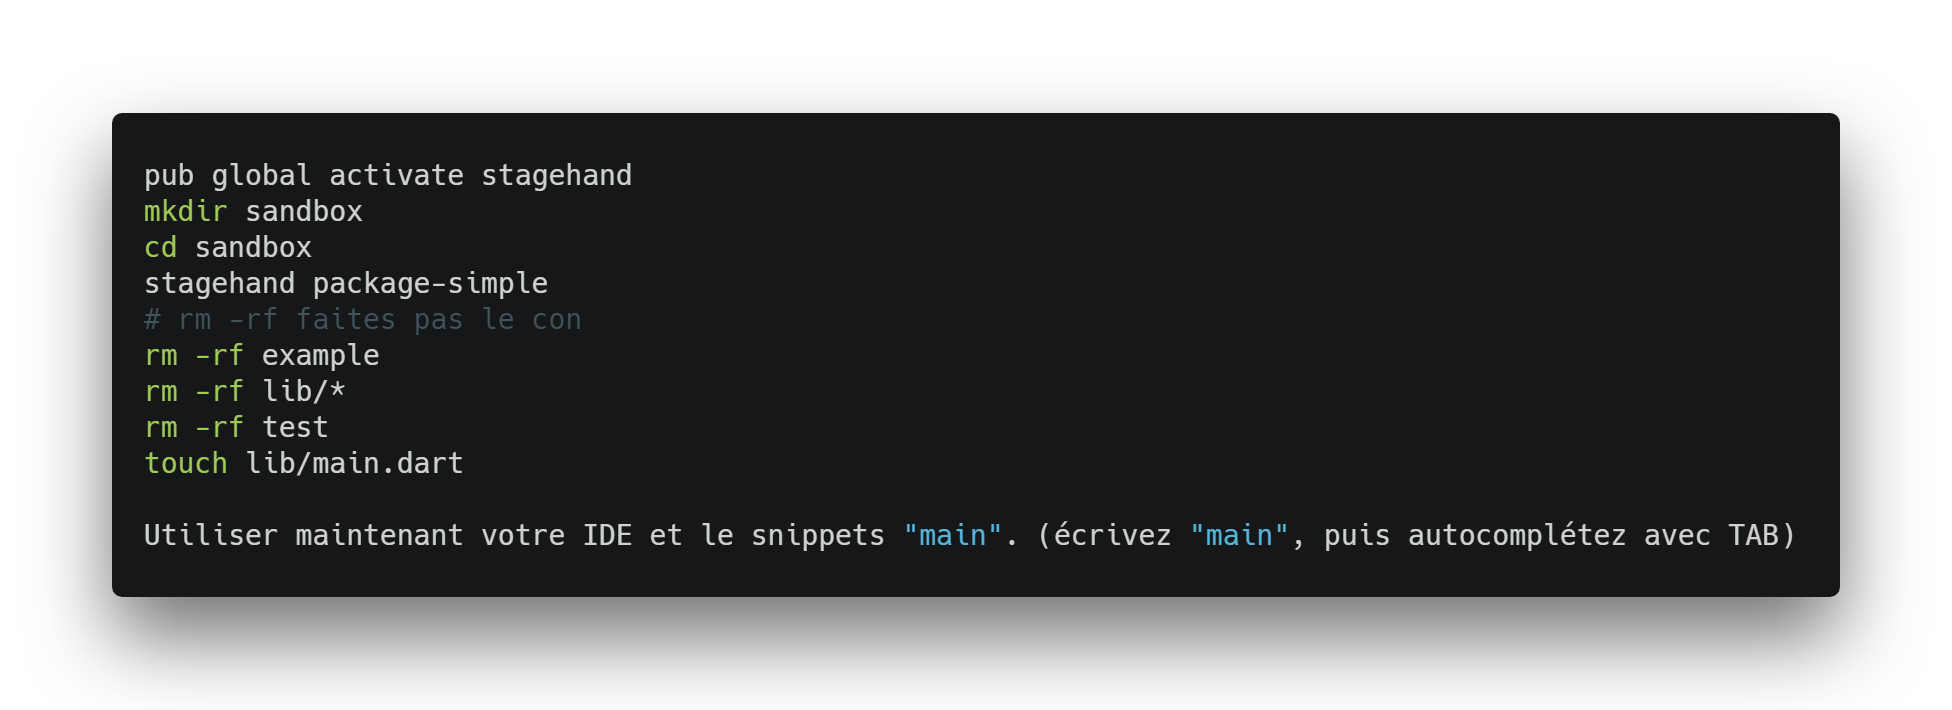 pub global activate stagehand
mkdir sandbox
cd sandbox
stagehand package-simple
# rm -rf faites pas le con
rm -rf example
rm -rf lib/*
rm -rf test
touch lib/main.dart
Utiliser maintenant votre IDE et le snippets "main". (écrivez "main", puis autocomplétez avec TAB)